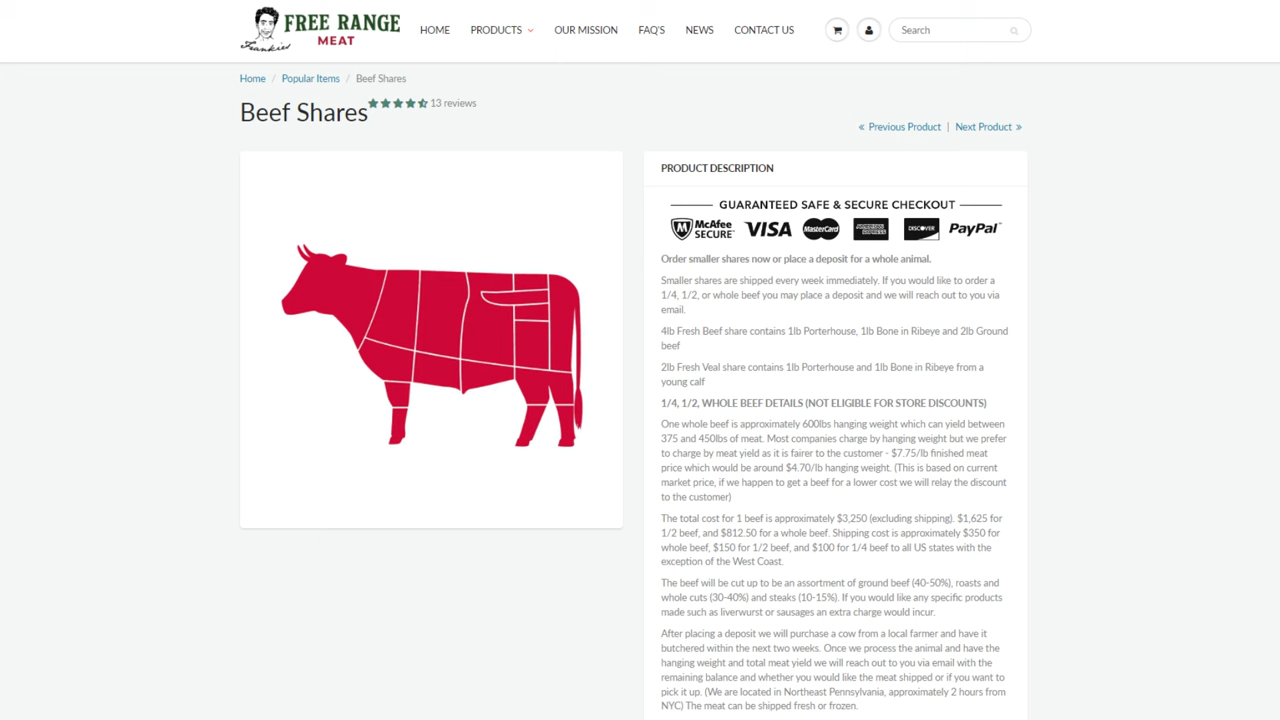 FREE RANGE
MEAT
Frankies
HOME
PRODUCTS
OUR MISSION
FAQ'S
NEWS
CONTACT US
Search
Home / Popular Items / Beef Shares
Beef Shares
13 reviews
« Previous Product | Next Product »
PRODUCT DESCRIPTION
GUARANTEED SAFE & SECURE CHECKOUT
McAfee SECURE
VISA
MasterCard
AMERICAN EXPRESS
DISCOVER
PayPal
Order smaller shares now or place a deposit for a whole animal.
Smaller shares are shipped every week immediately. If you would like to order a
1/4, 1/2, or whole beef you may place a deposit and we will reach out to you via
email.
4lb Fresh Beef share contains 1lb Porterhouse, 1lb Bone in Ribeye and 2lb Ground
beef
2lb Fresh Veal share contains 1lb Porterhouse and 1lb Bone in Ribeye from a
young calf
1/4, 1/2, WHOLE BEEF DETAILS (NOT ELIGIBLE FOR STORE DISCOUNTS)
One whole beef is approximately 600lbs hanging weight which can yield between
375 and 450lbs of meat. Most companies charge by hanging weight but we prefer
to charge by meat yield as it is fairer to the customer - $7.75/lb finished meat
price which would be around $4.70/lb hanging weight. (This is based on current
market price, if we happen to get a beef for a lower cost we will relay the discount
to the customer)
The total cost for 1 beef is approximately $3,250 (excluding shipping). $1,625 for
1/2 beef, and $812.50 for a whole beef. Shipping cost is approximately $350 for
whole beef, $150 for 1/2 beef, and $100 for 1/4 beef to all US states with the
exception of the West Coast.
The beef will be cut up to be an assortment of ground beef (40-50%), roasts and
whole cuts (30-40%) and steaks (10-15%). If you would like any specific products
made such as liverwurst or sausages an extra charge would incur.
After placing a deposit we will purchase a cow from a local farmer and have it
butchered within the next two weeks. Once we process the animal and have the
hanging weight and total meat yield we will reach out to you via email with the
remaining balance and whether you would like the meat shipped or if you want to
pick it up. (We are located in Northeast Pennsylvania, approximately 2 hours from
NYC) The meat can be shipped fresh or frozen.